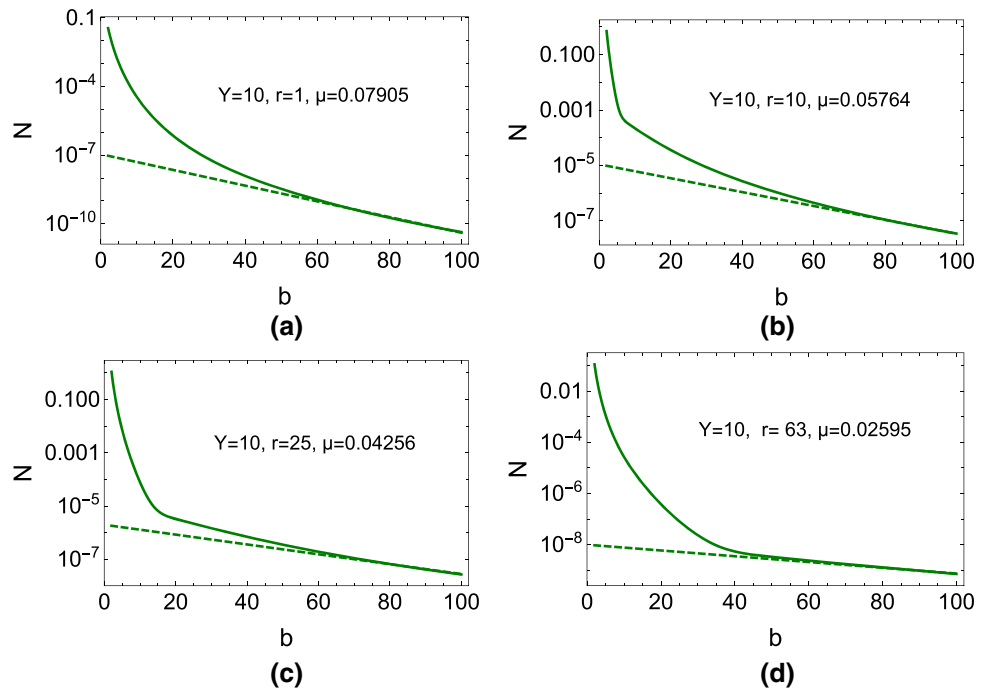 N
0.1
10⁻⁴
10⁻⁷
10⁻¹⁰
Y=10, r=1, μ=0.07905
0 20 40 60 80 100
b
(a)
N
0.100
0.001
10⁻⁵
10⁻⁷
Y=10, r=10, μ=0.05764
0 20 40 60 80 100
b
(b)
N
0.100
0.001
10⁻⁵
10⁻⁷
Y=10, r=25, μ=0.04256
0 20 40 60 80 100
b
(c)
N
0.01
10⁻⁴
10⁻⁶
10⁻⁸
Y=10, r= 63, μ=0.02595
0 20 40 60 80 100
b
(d)